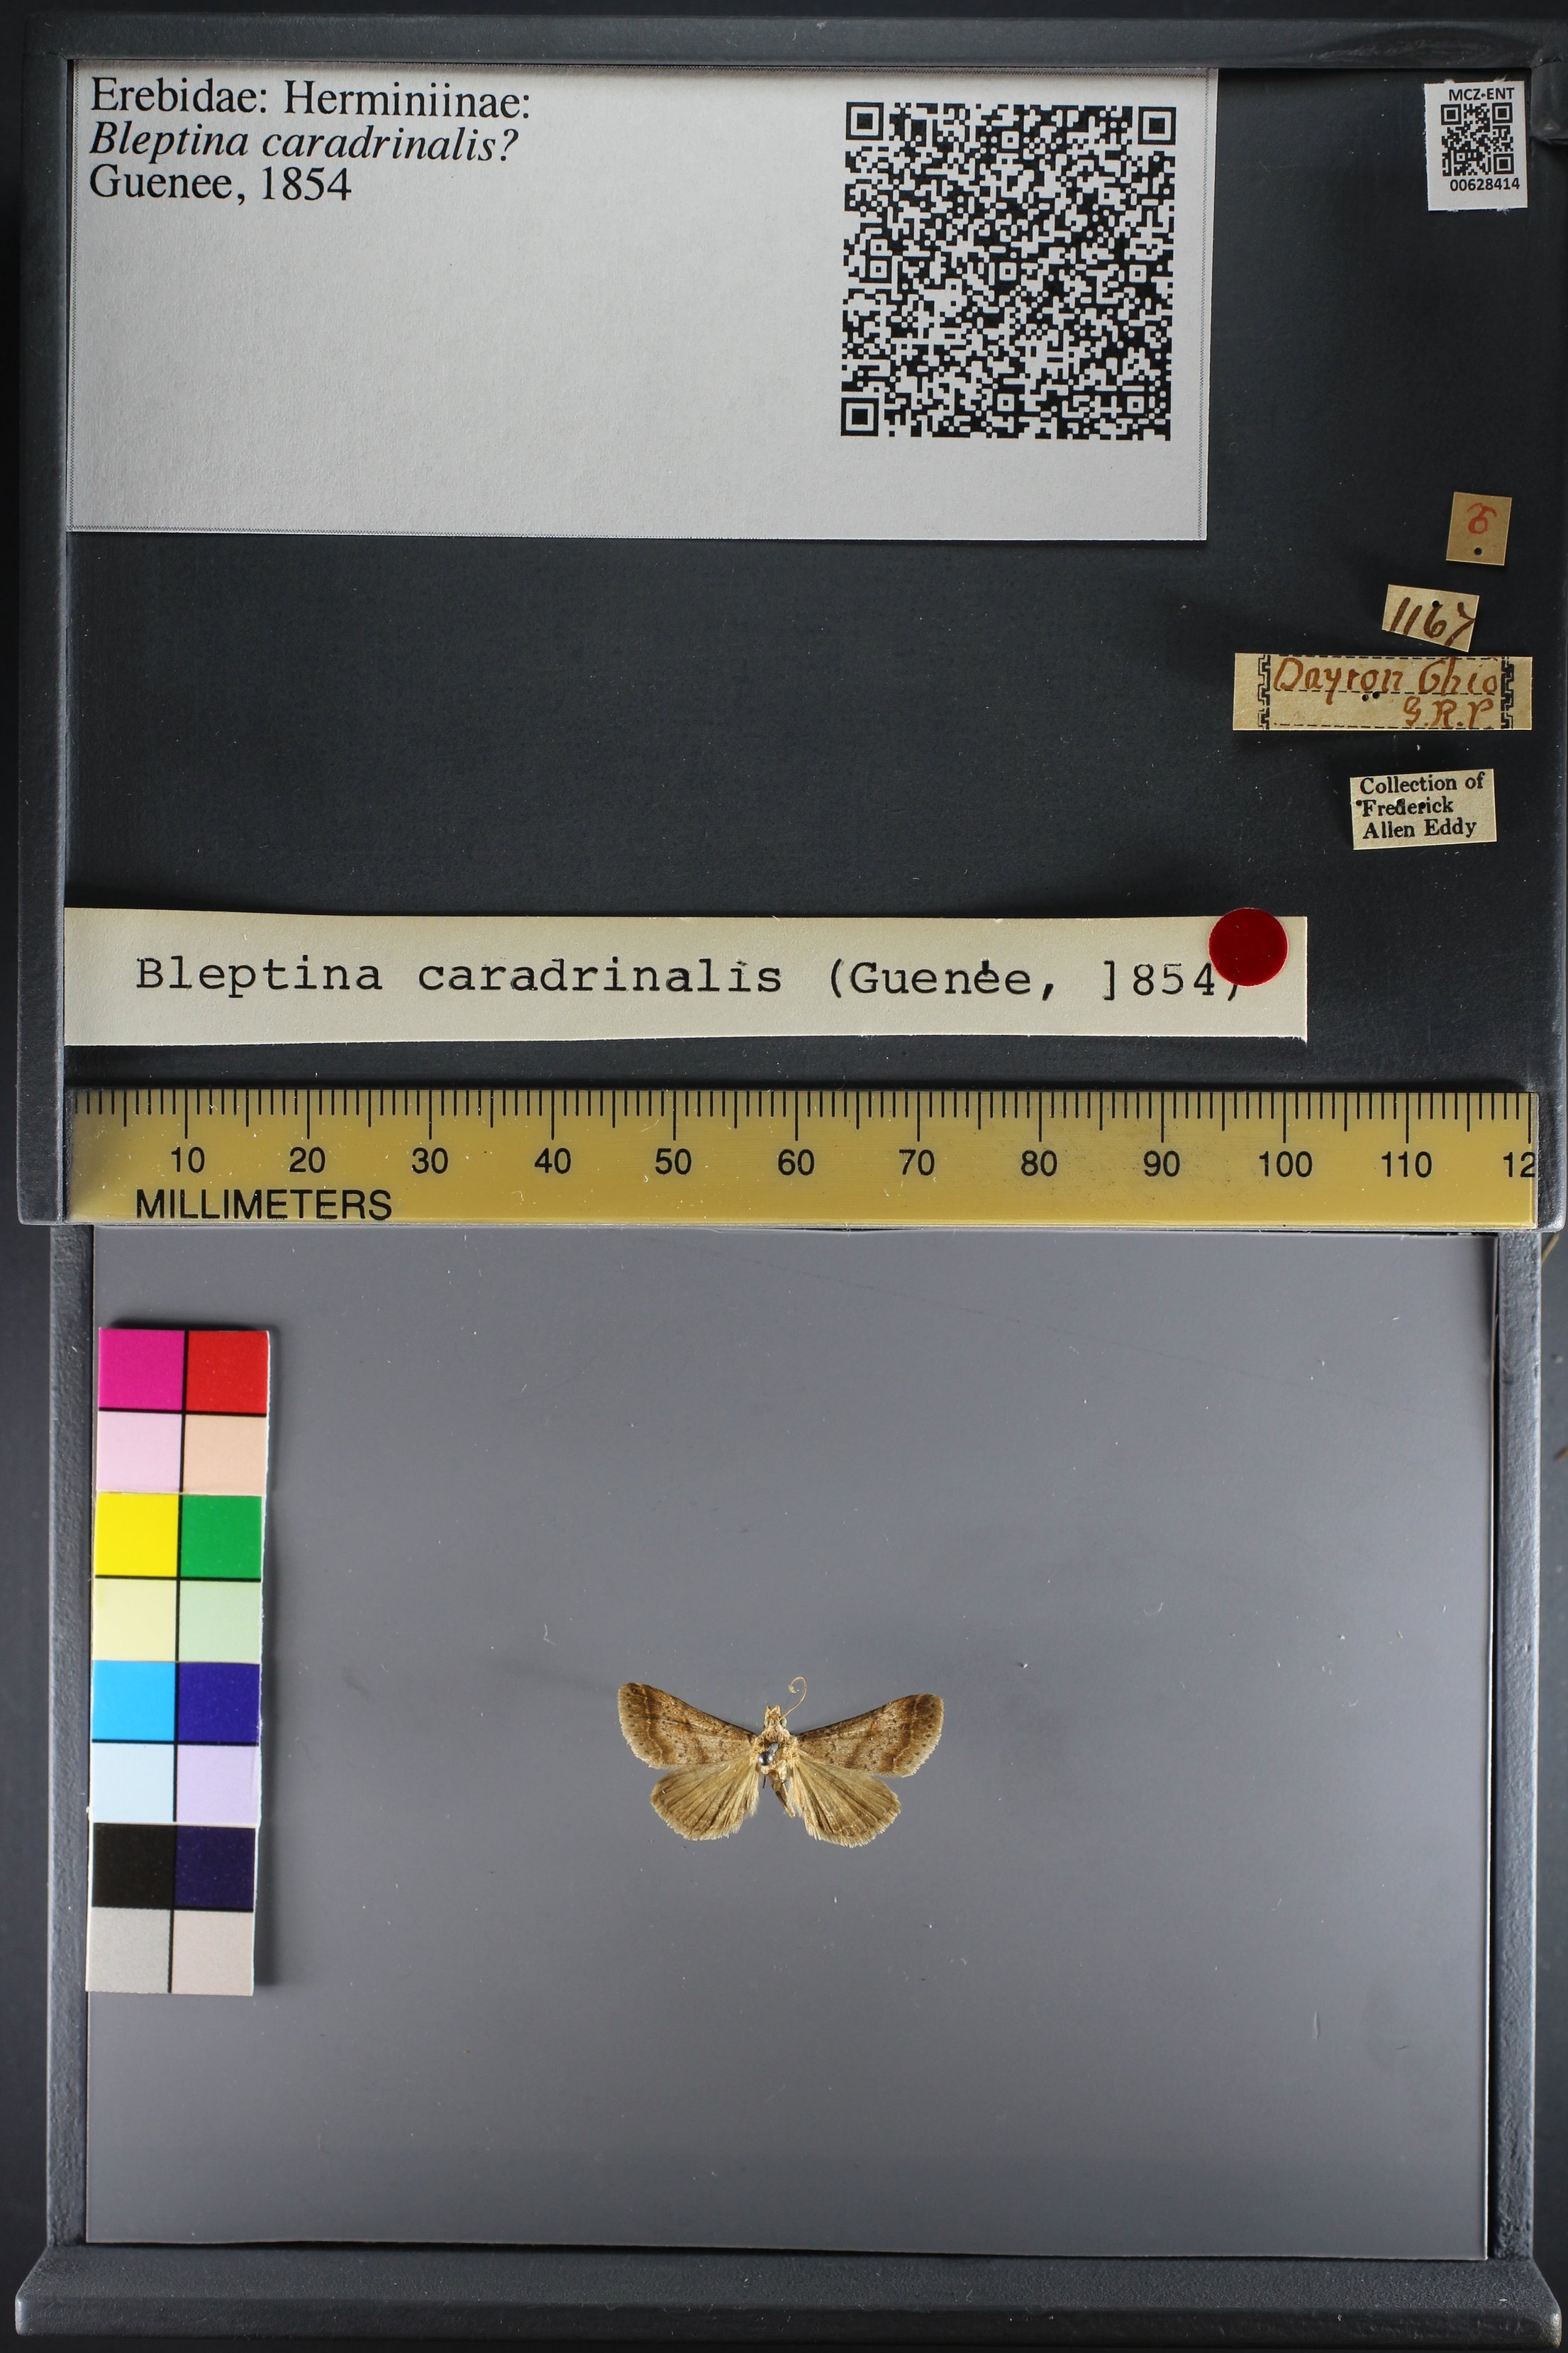 Erebidae: Herminiinae:
Bleptina caradrinalis?
Guenee, 1854
MCZ-ENT
00628414
♂
1167
Dayton Ohio
G.R.P.
Collection of
Frederick
Allen Eddy
Bleptina caradrinalis (Guenée, ]854)
10 20 30 40 50 60 70 80 90 100 110 12
MILLIMETERS